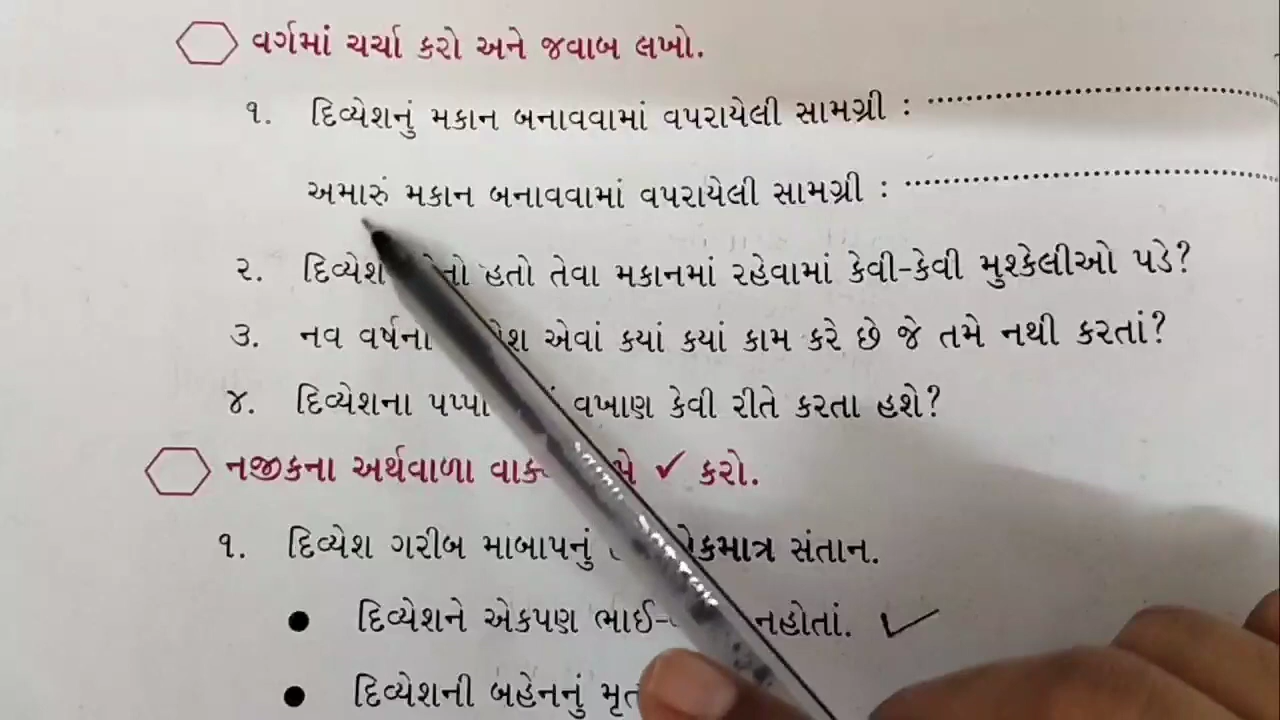 વર્ગમાં ચર્ચા કરો અને જવાબ લખો.
૧. દિવ્યેશનું મકાન બનાવવામાં વપરાયેલી સામગ્રી :
અમારું મકાન બનાવવામાં વપરાયેલી સામગ્રી :
૨. દિવ્યેશ હતો તેવા મકાનમાં રહેવામાં કેવી-કેવી મુશ્કેલીઓ પડે?
૩. નવ વર્ષના એવાં કયાં કયાં કામ કરે છે જે તમે નથી કરતાં?
૪. દિવ્યેશના પપ્પા વખાણ કેવી રીતે કરતા હશે?
નજીકના અર્થવાળા ✓ કરો.
૧. દિવ્યેશ ગરીબ માબાપનું સંતાન.
● દિવ્યેશને એકપણ ભાઈ- નહોતાં. ✓
● દિવ્યેશની બહેનનું